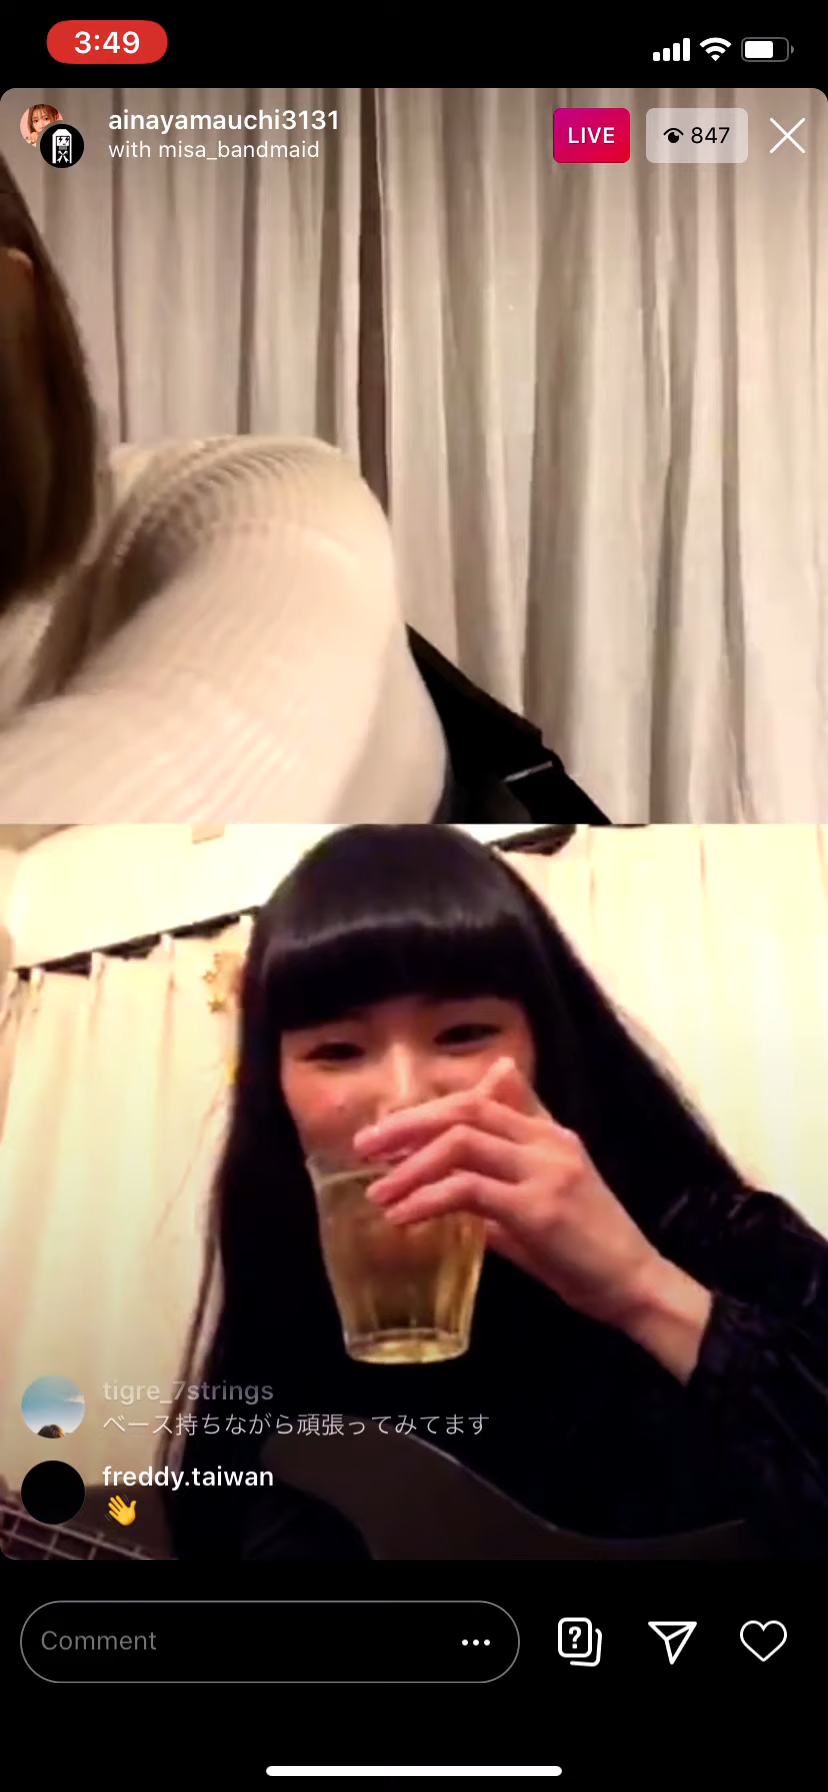 3:49
ainayamauchi3131
with misa_bandmaid
LIVE
847
tigre_7strings
ベース持ちながら頑張ってみてます
freddy.taiwan
👋
Comment